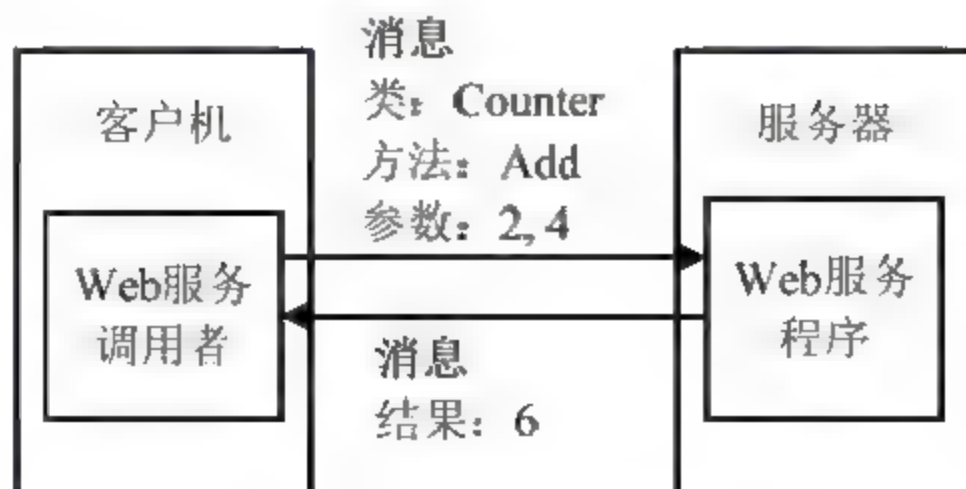 消息
类：Counter
方法：Add
参数：2, 4
客户机
服务器
Web服务
调用者
Web服务
程序
消息
结果：6